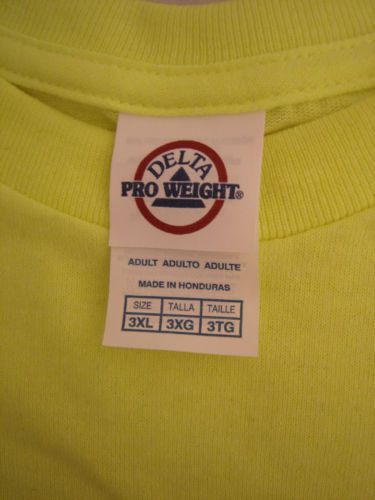 DELTA
PRO WEIGHT®
ADULT ADULTO ADULTE
MADE IN HONDURAS
SIZE TALLA TAILLE
3XL 3XG 3TG